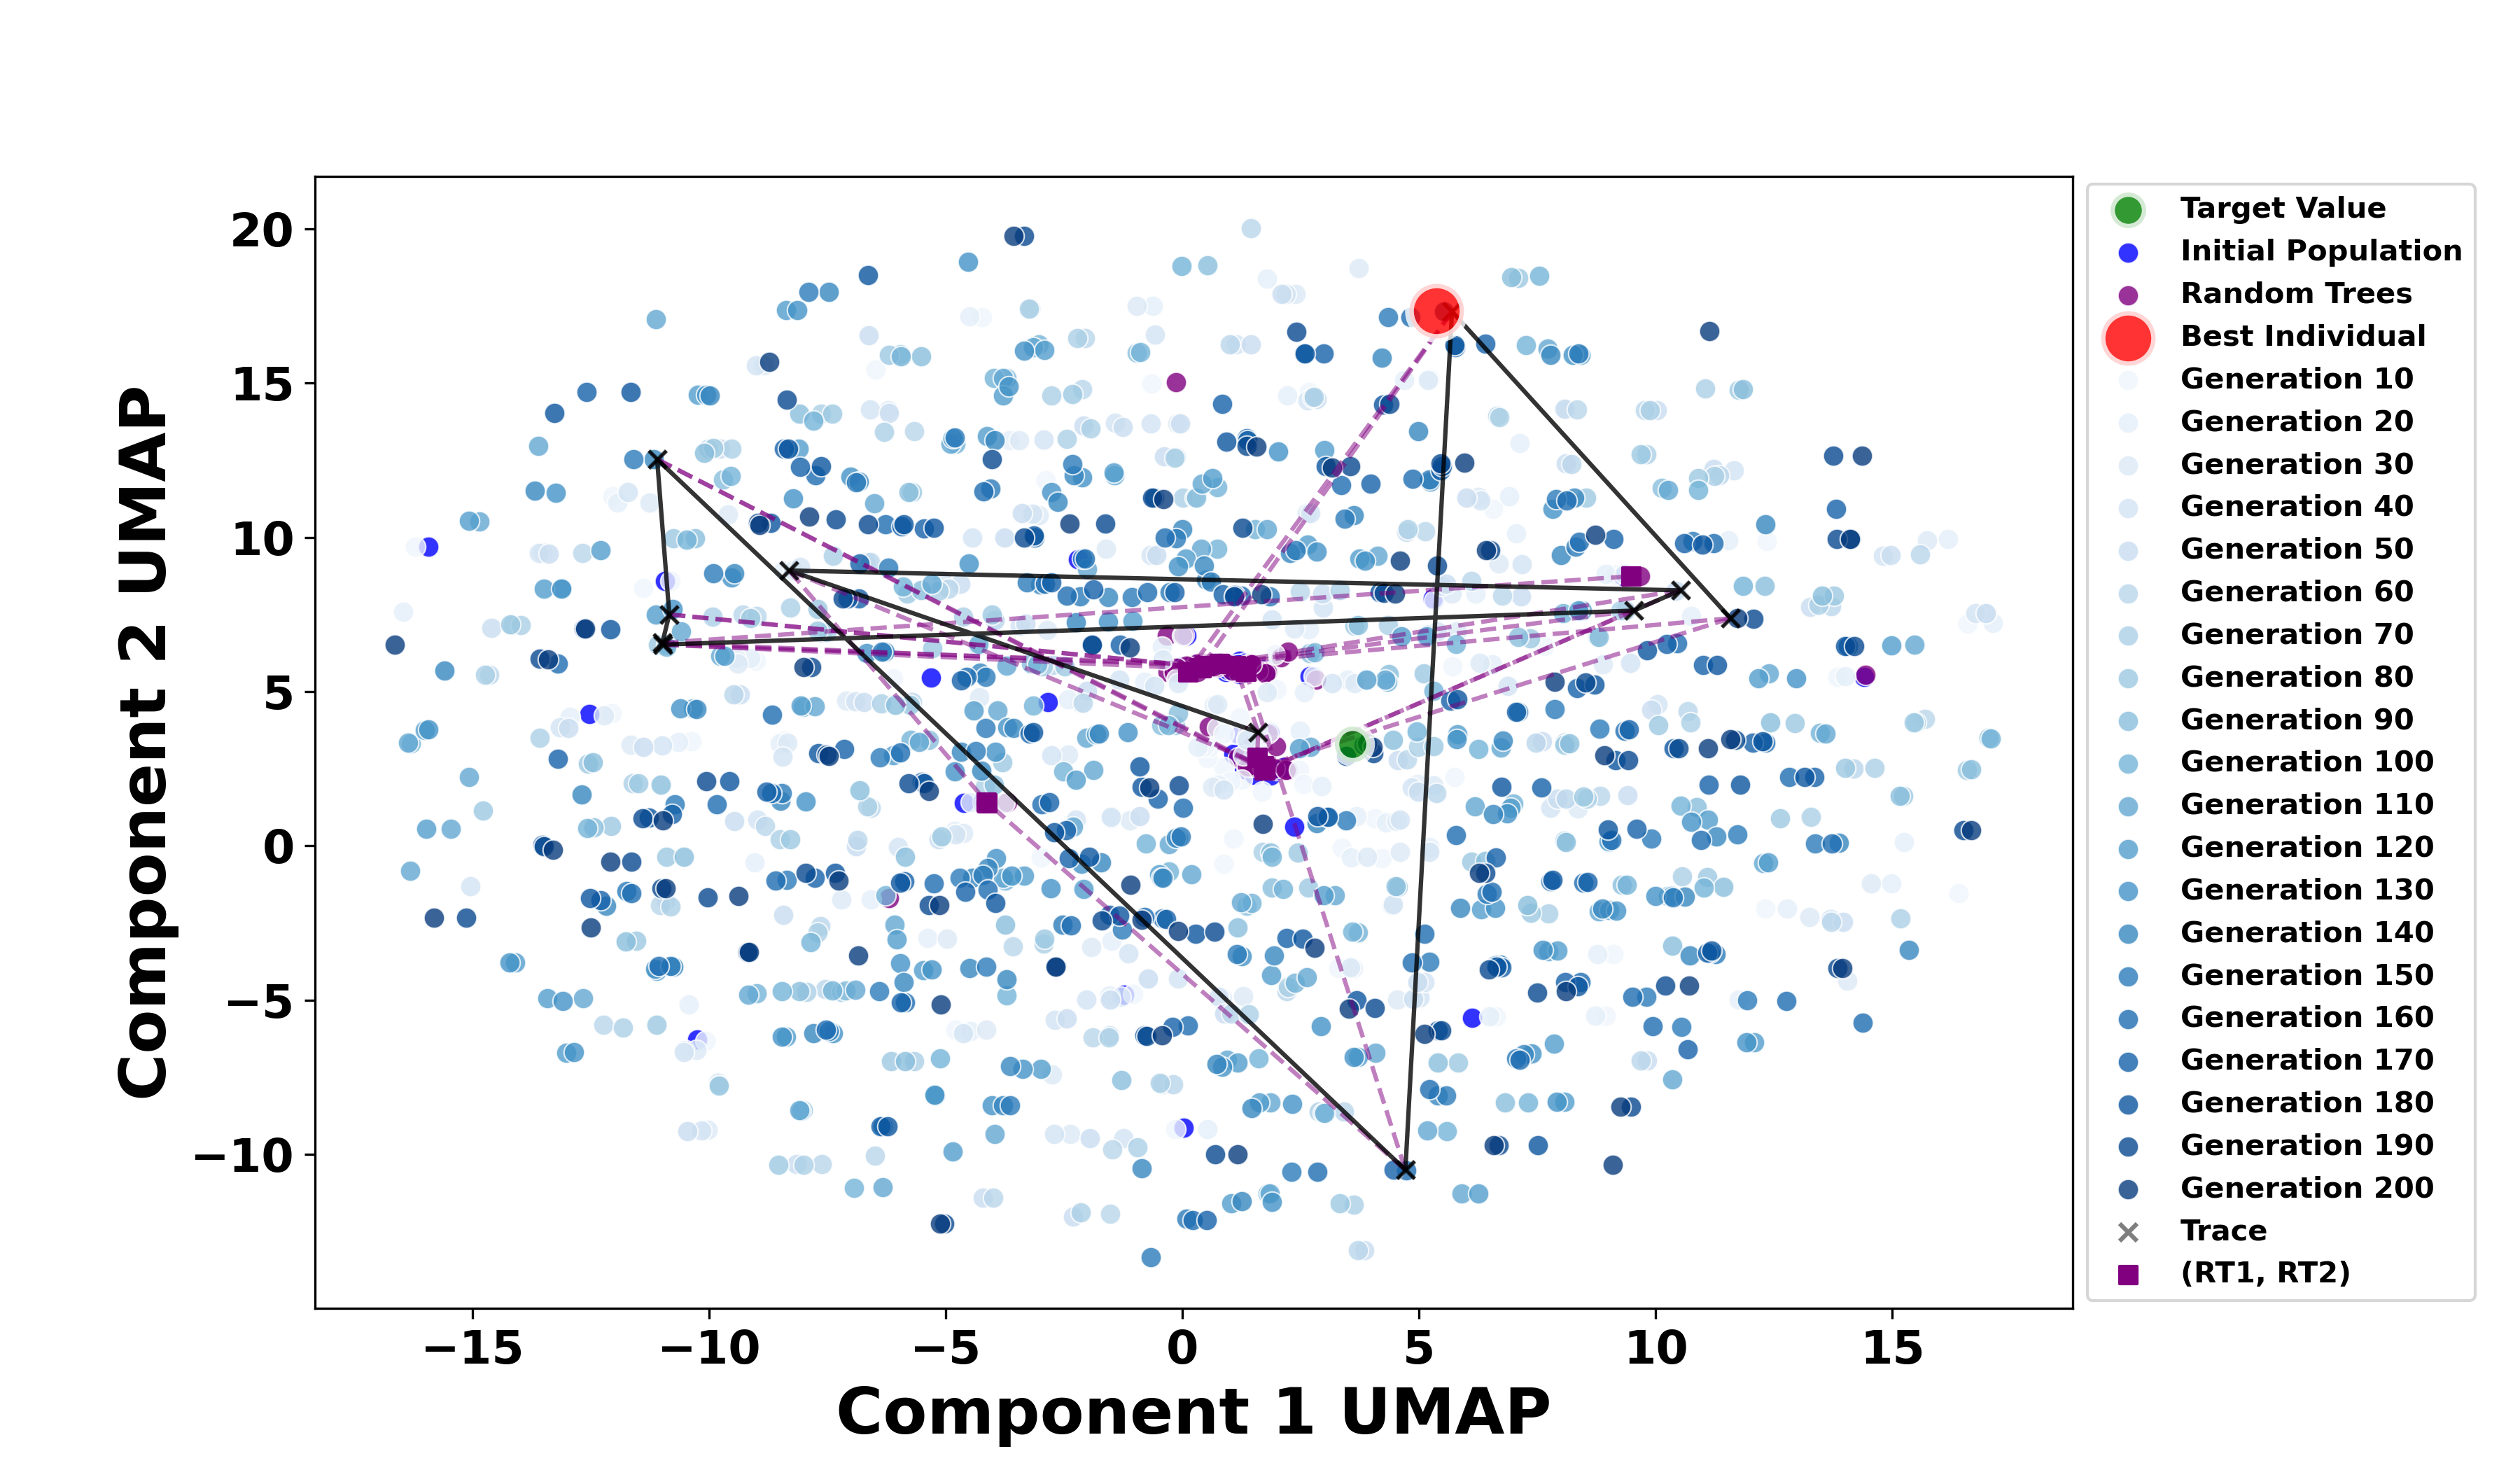 Component 2 UMAP
20
15
10
5
0
−5
−10
−15
−10
−5
0
5
10
15
Component 1 UMAP
Target Value
Initial Population
Random Trees
Best Individual
Generation 10
Generation 20
Generation 30
Generation 40
Generation 50
Generation 60
Generation 70
Generation 80
Generation 90
Generation 100
Generation 110
Generation 120
Generation 130
Generation 140
Generation 150
Generation 160
Generation 170
Generation 180
Generation 190
Generation 200
Trace
(RT1, RT2)